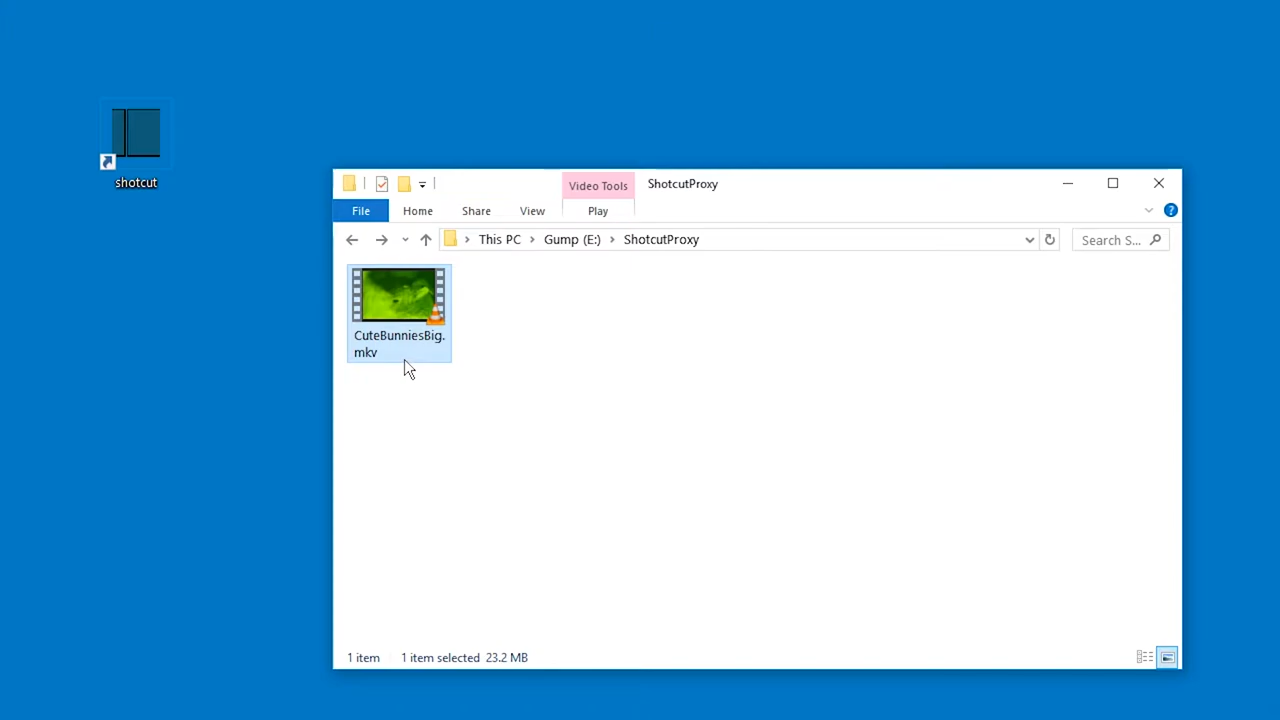 shotcut
Video Tools
ShotcutProxy
File
Home
Share
View
Play
?
This PC
Gump (E:)
ShotcutProxy
Search S...
CuteBunniesBig.
mkv
1 item
1 item selected 23.2 MB